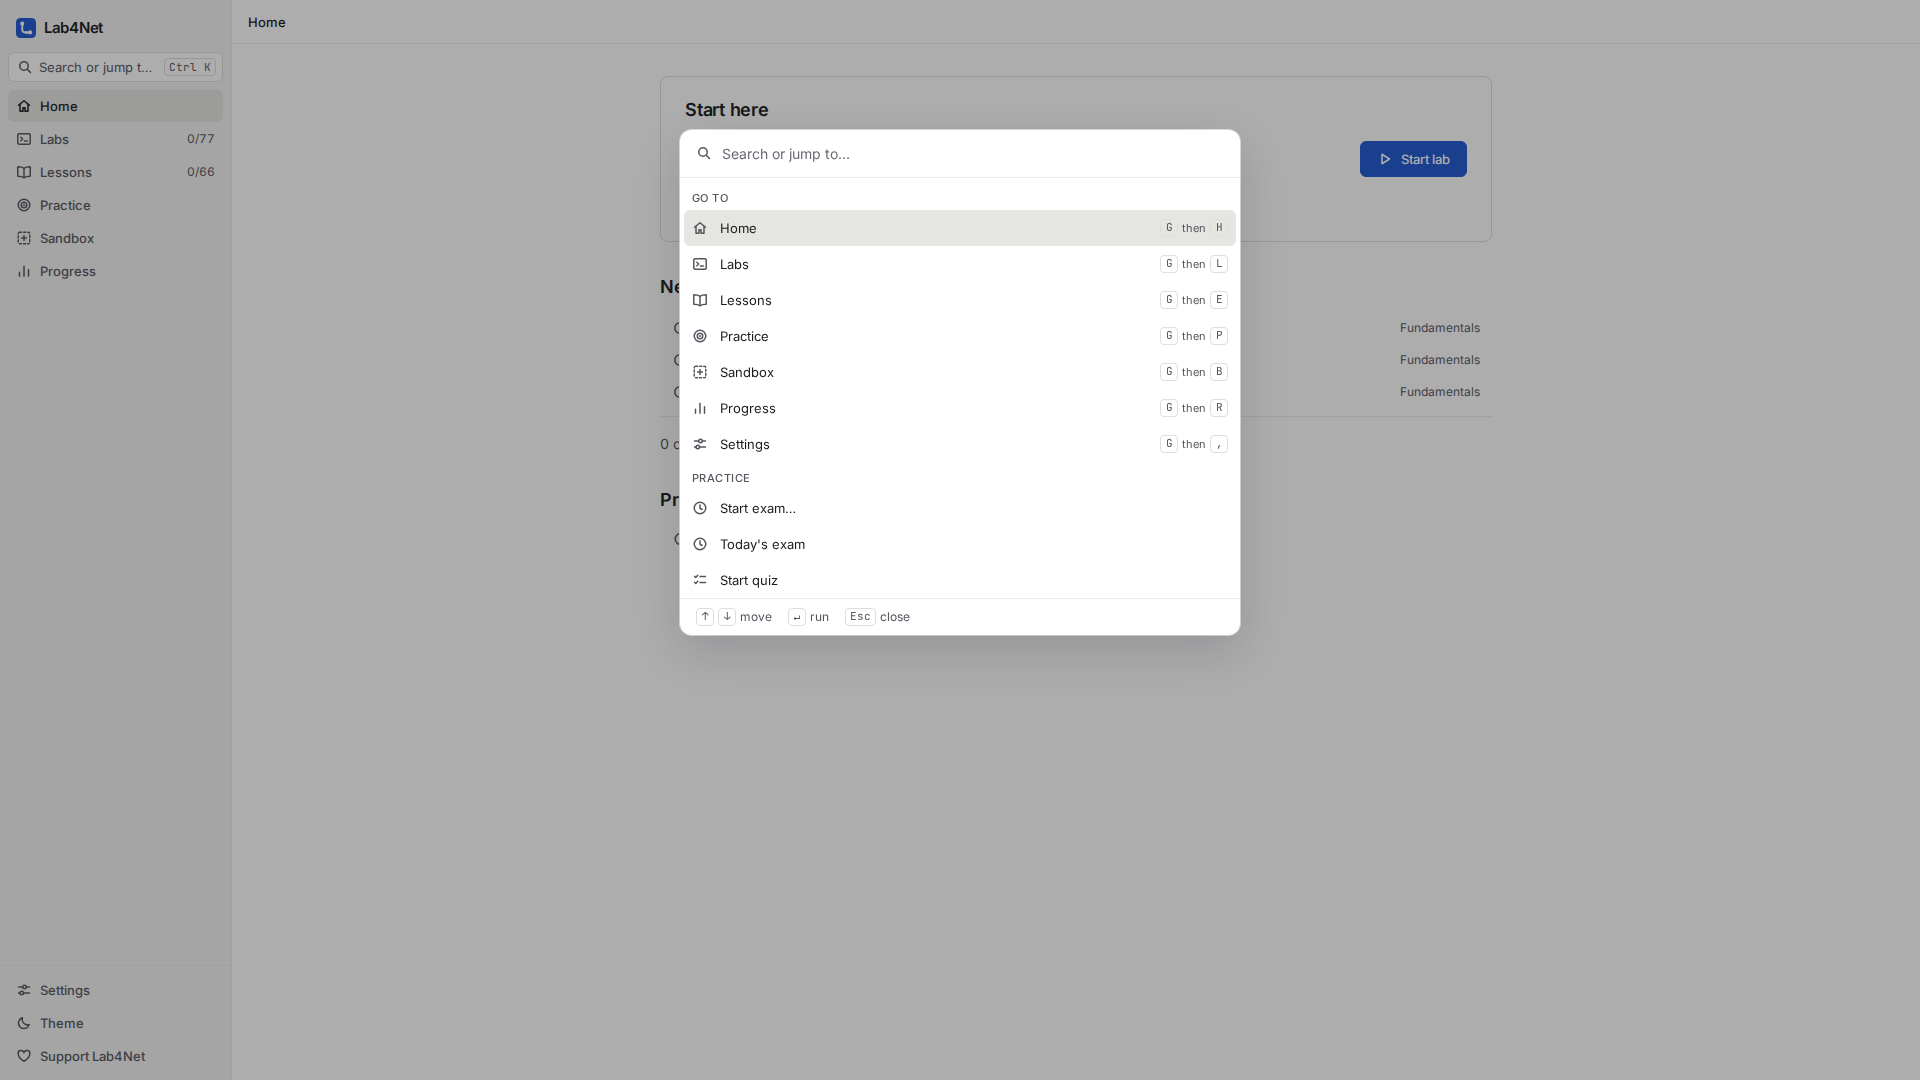 Lab4Net
Search or jump t... Ctrl K
Home
Labs 0/77
Lessons 0/66
Practice
Sandbox
Progress
Settings
Theme
Support Lab4Net
Home
Start here
Start lab
Fundamentals
Fundamentals
Fundamentals
Search or jump to...
GO TO
Home G then H
Labs G then L
Lessons G then E
Practice G then P
Sandbox G then B
Progress G then R
Settings G then ,
PRACTICE
Start exam...
Today's exam
Start quiz
↑ ↓ move ↵ run Esc close